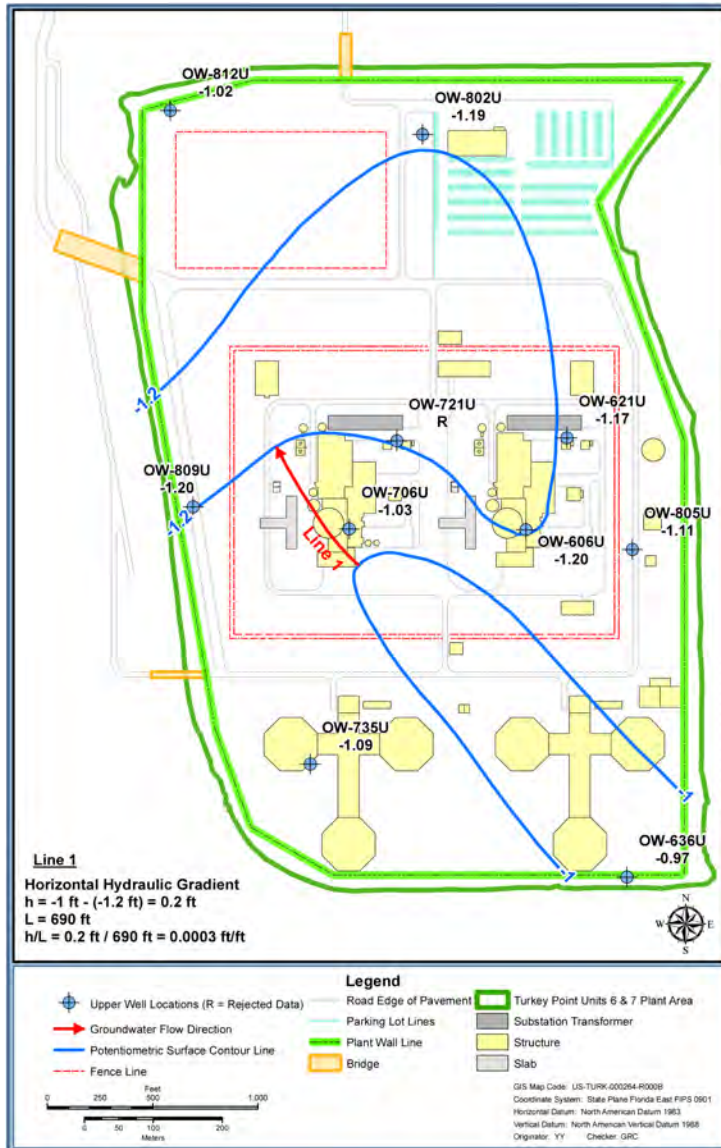 OW-812U
-1.02
OW-802U
-1.19
-1.2
OW-721U
R
OW-621U
-1.17
OW-809U
-1.20
-1.2
OW-706U
-1.03
Line 1
OW-606U
-1.20
OW-805U
-1.11
OW-735U
-1.09
-1
-1
OW-636U
-0.97
Line 1
Horizontal Hydraulic Gradient
h = -1 ft - (-1.2 ft) = 0.2 ft
L = 690 ft
h/L = 0.2 ft / 690 ft = 0.0003 ft/ft
N
W E
S
Legend
Upper Well Locations (R = Rejected Data)
Groundwater Flow Direction
Potentiometric Surface Contour Line
Fence Line
Road Edge of Pavement
Parking Lot Lines
Plant Wall Line
Bridge
Turkey Point Units 6 & 7 Plant Area
Substation Transformer
Structure
Slab
Feet
0 250 500 1,000
0 50 100 200
Meters
GIS Map Code: US-TURK-000264-R000B
Coordinate System: State Plane Florida East FIPS 0901
Horizontal Datum: North American Datum 1983
Vertical Datum: North American Vertical Datum 1988
Originator: YY Checker: GRC